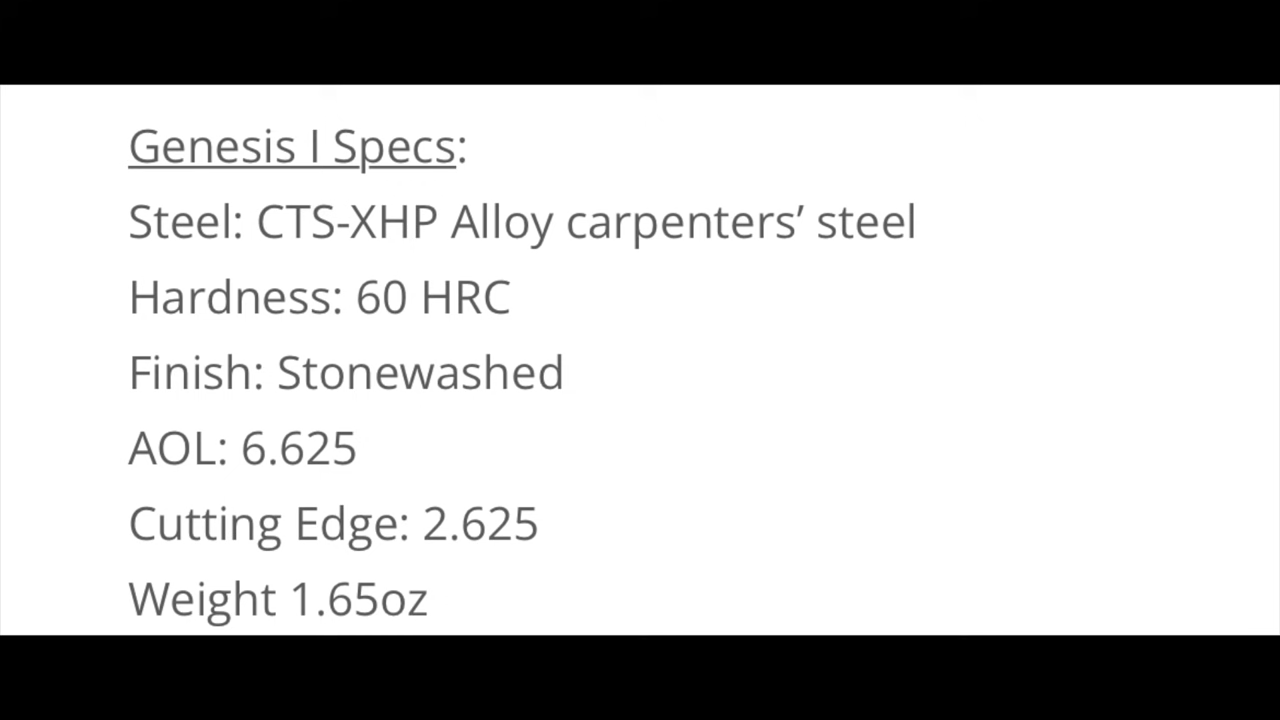 Genesis I Specs:
Steel: CTS-XHP Alloy carpenters’ steel
Hardness: 60 HRC
Finish: Stonewashed
AOL: 6.625
Cutting Edge: 2.625
Weight 1.65oz